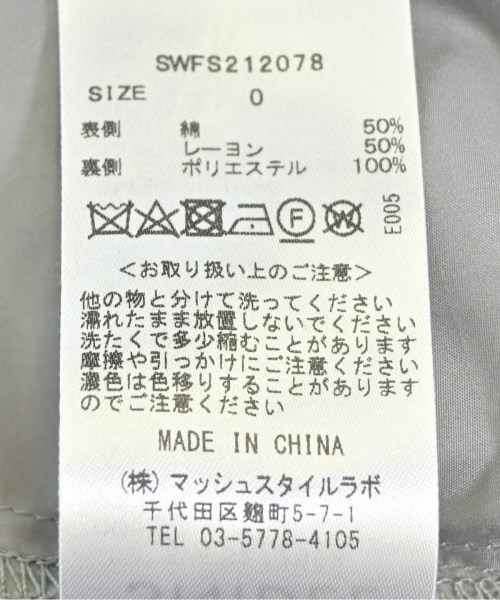 SWFS212078
SIZE 0
表側 綿 50%
レーヨン 50%
裏側 ポリエステル 100%
F W
E005
<お取り扱い上のご注意>
他の物と分けて洗ってください
濡れたまま放置しないでください
洗たくで多少縮むことがあります
摩擦や引っかけにご注意ください
濃色は色移りすることがあります
のでご注意ください
MADE IN CHINA
(株) マッシュスタイルラボ
千代田区麹町5-7-1
TEL 03-5778-4105